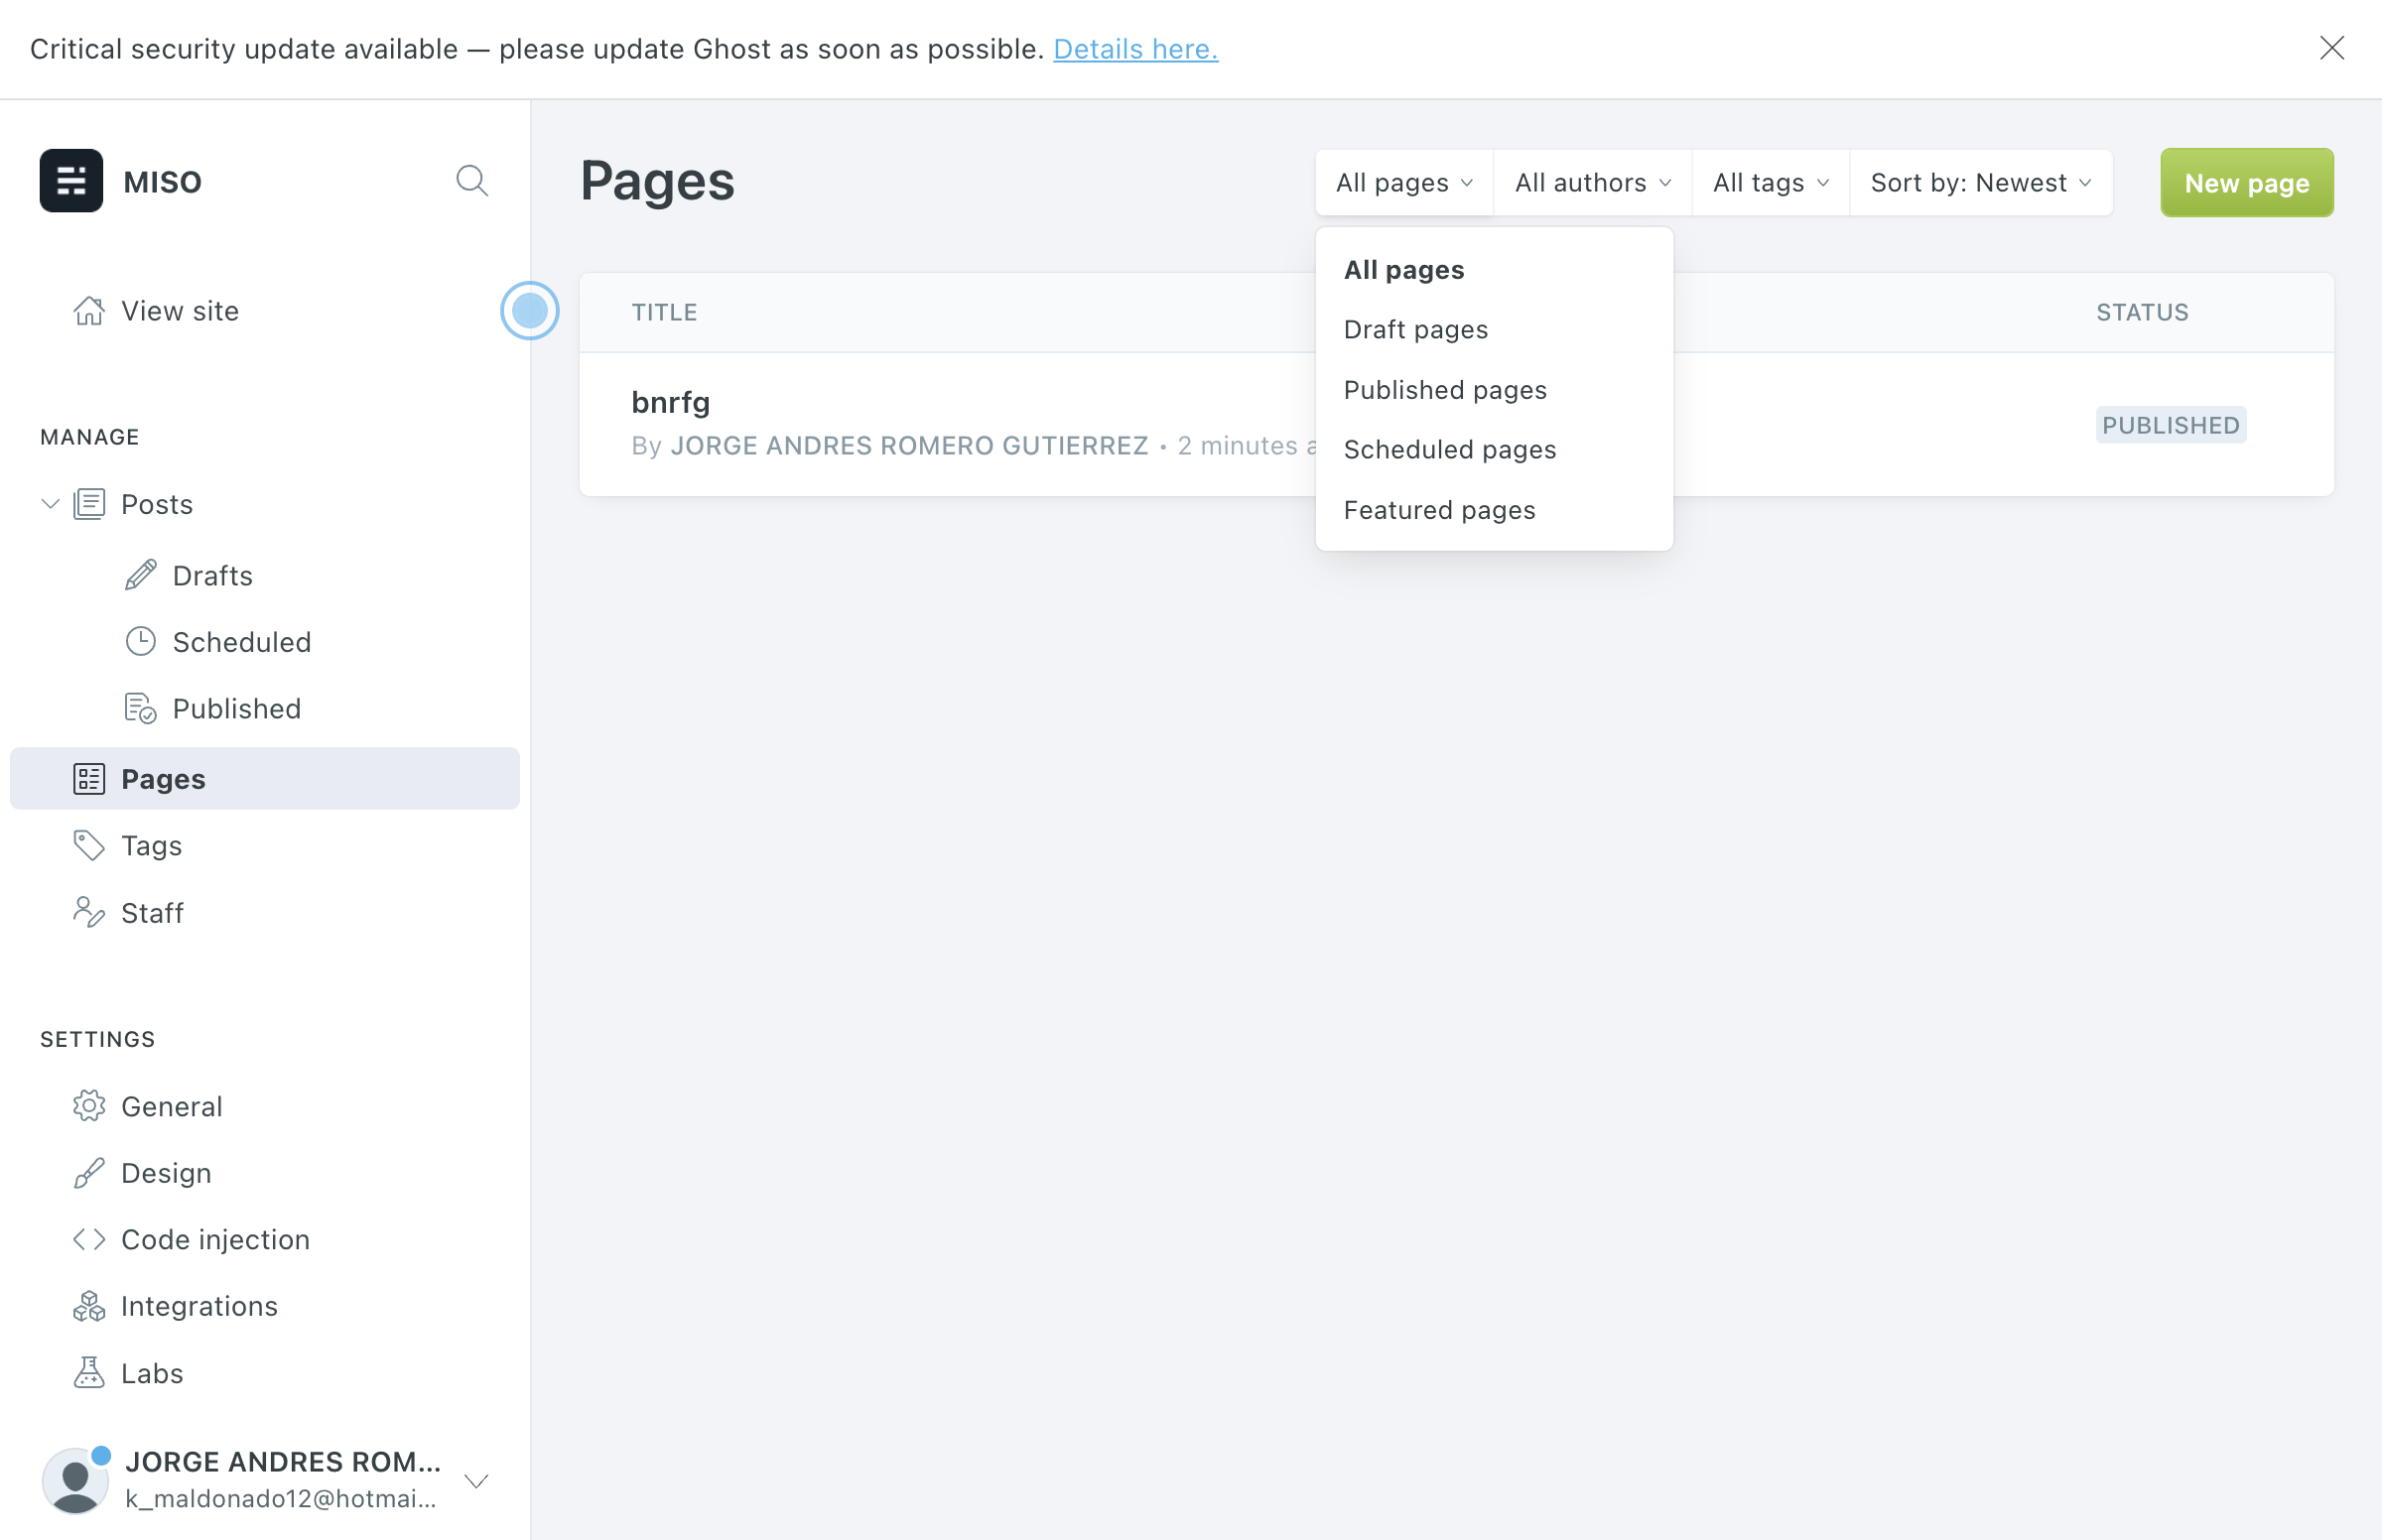 Critical security update available — please update Ghost as soon as possible. Details here.
MISO
View site
MANAGE
Posts
Drafts
Scheduled
Published
Pages
Tags
Staff
SETTINGS
General
Design
Code injection
Integrations
Labs
JORGE ANDRES ROM...
k_maldonado12@hotmai...
Pages
All pages
All authors
All tags
Sort by: Newest
New page
All pages
Draft pages
Published pages
Scheduled pages
Featured pages
TITLE
STATUS
bnrfg
By JORGE ANDRES ROMERO GUTIERREZ • 2 minutes
PUBLISHED